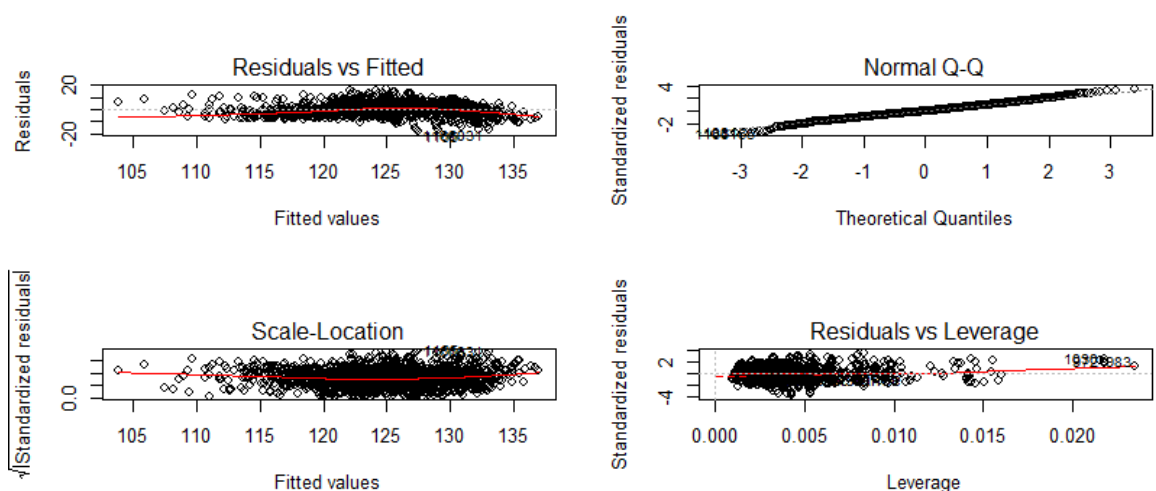 Residuals vs Fitted
Residuals
20
-20
105 110 115 120 125 130 135
Fitted values
Normal Q-Q
Standardized residuals
4
-2
-3 -2 -1 0 1 2 3
Theoretical Quantiles
Scale-Location
√|Standardized residuals
0.0
105 110 115 120 125 130 135
Fitted values
Residuals vs Leverage
Standardized residuals
2
-4
0.000 0.005 0.010 0.015 0.020
Leverage